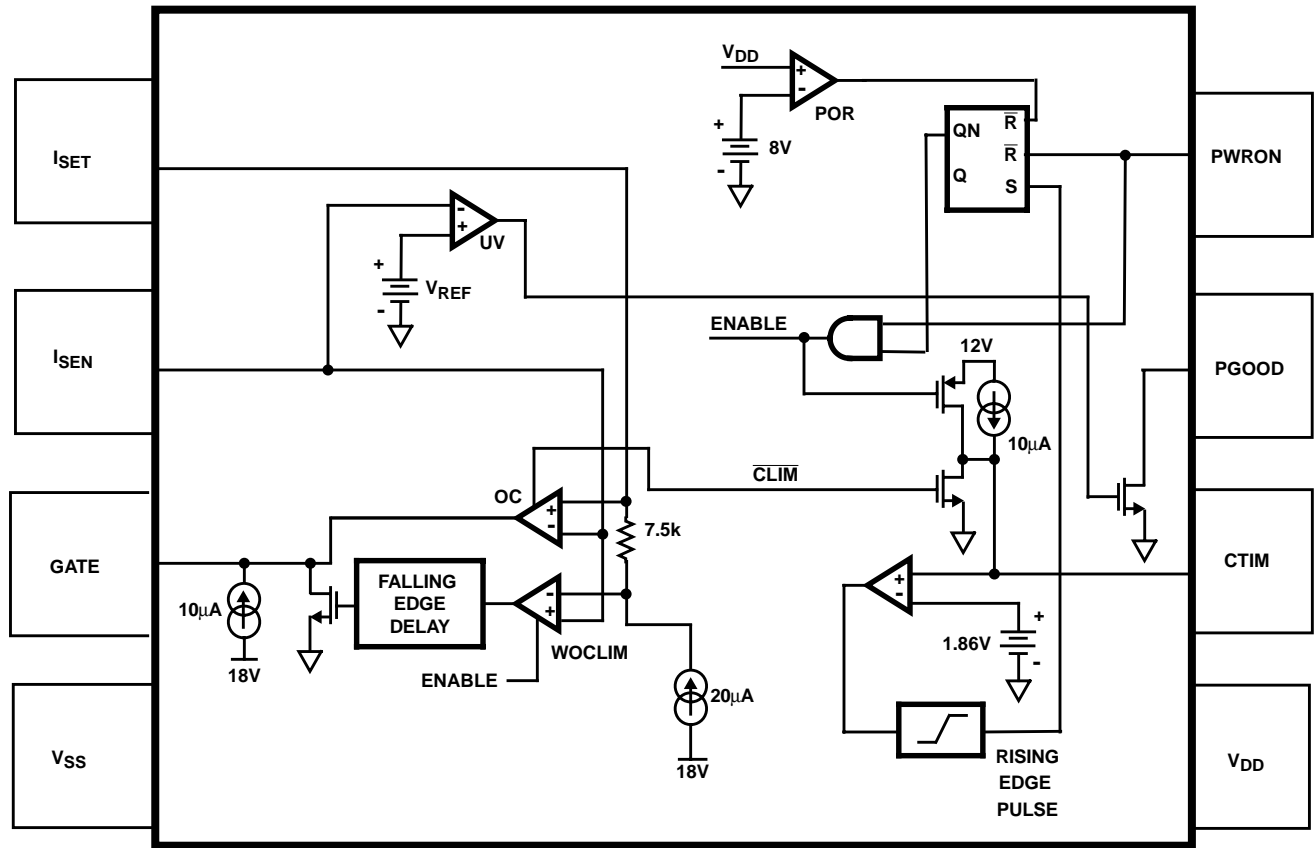 I_SET
I_SEN
GATE
V_SS
PWRON
PGOOD
CTIM
V_DD
V_DD
+
-
POR
+
8V
-
QN
Q
R̅
R̅
S
-
+
UV
+
V_REF
-
ENABLE
12V
10µA
C̅L̅I̅M̅
OC
+
-
7.5k
10µA
18V
FALLING
EDGE
DELAY
-
+
WOCLIM
ENABLE
20µA
18V
+
-
+
1.86V
-
RISING
EDGE
PULSE